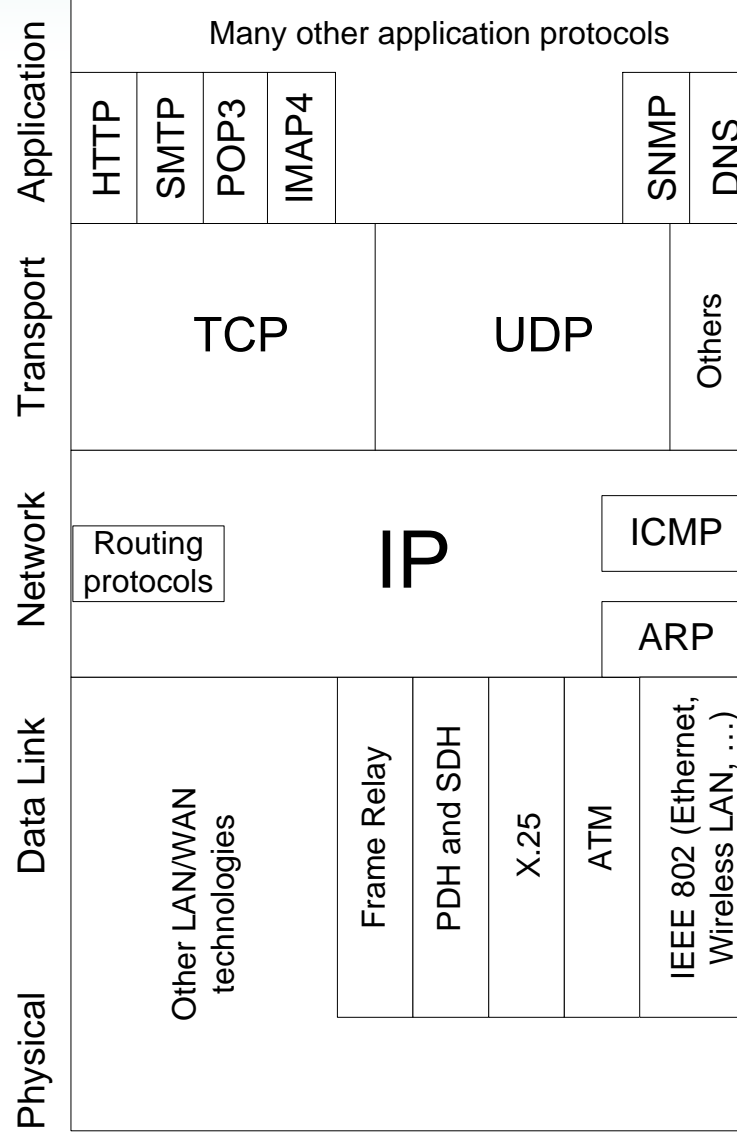 Many other application protocols
Application
HTTP
SMTP
POP3
IMAP4
SNMP
DNS
Transport
TCP
UDP
Others
Network
Routing
protocols
IP
ICMP
ARP
Data Link
Other LAN/WAN
technologies
Frame Relay
PDH and SDH
X.25
ATM
IEEE 802 (Ethernet,
Wireless LAN, …)
Physical